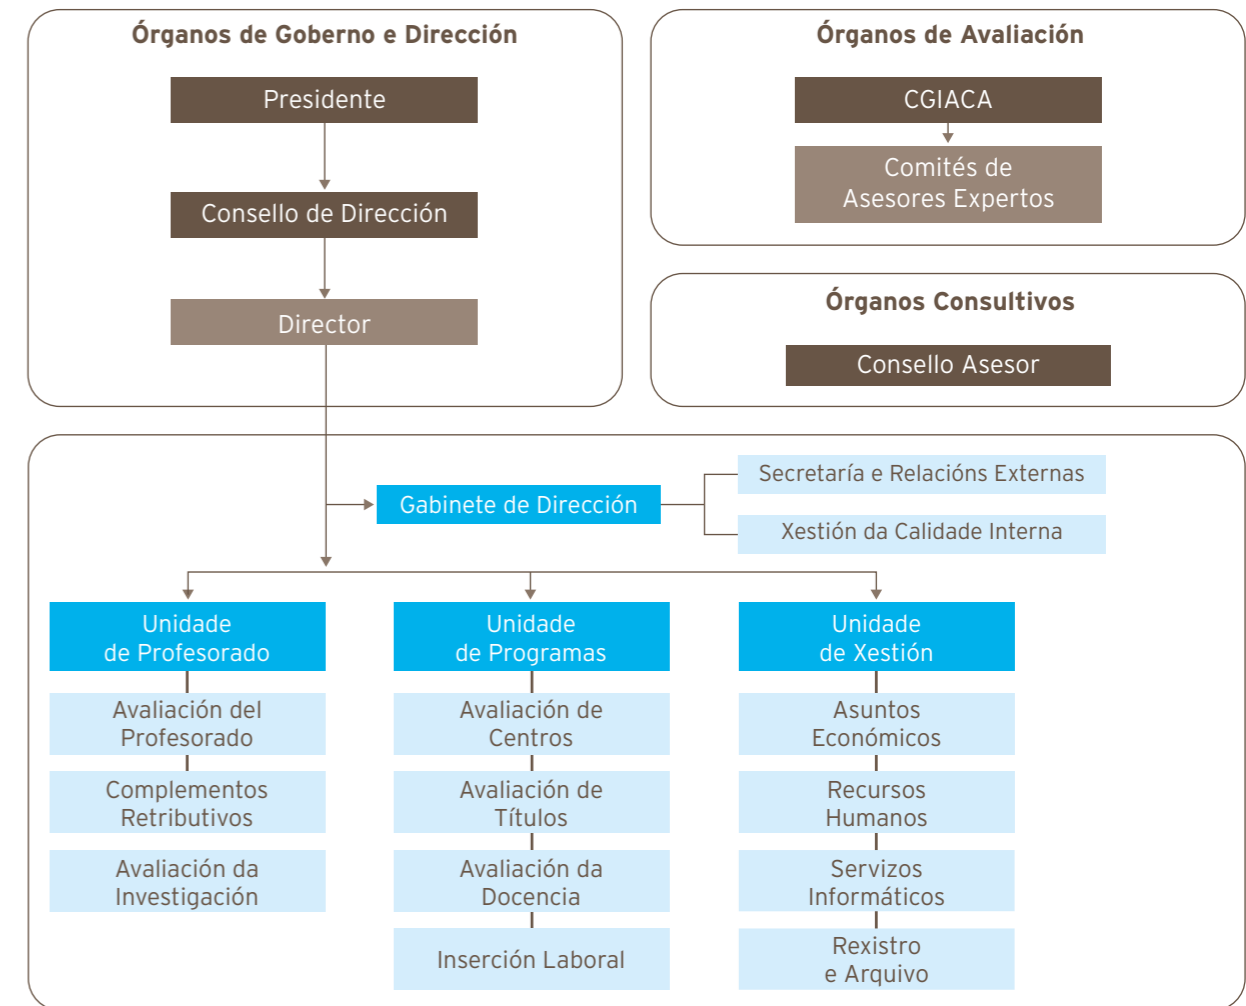 Órganos de Goberno e Dirección
Presidente
Consello de Dirección
Director
Órganos de Avaliación
CGIACA
Comités de
Asesores Expertos
Órganos Consultivos
Consello Asesor
Gabinete de Dirección
Secretaría e Relacións Externas
Xestión da Calidade Interna
Unidade
de Profesorado
Avaliación del
Profesorado
Complementos
Retributivos
Avaliación da
Investigación
Unidade
de Programas
Avaliación de
Centros
Avaliación de
Títulos
Avaliación da
Docencia
Inserción Laboral
Unidade
de Xestión
Asuntos
Económicos
Recursos
Humanos
Servizos
Informáticos
Rexistro
e Arquivo